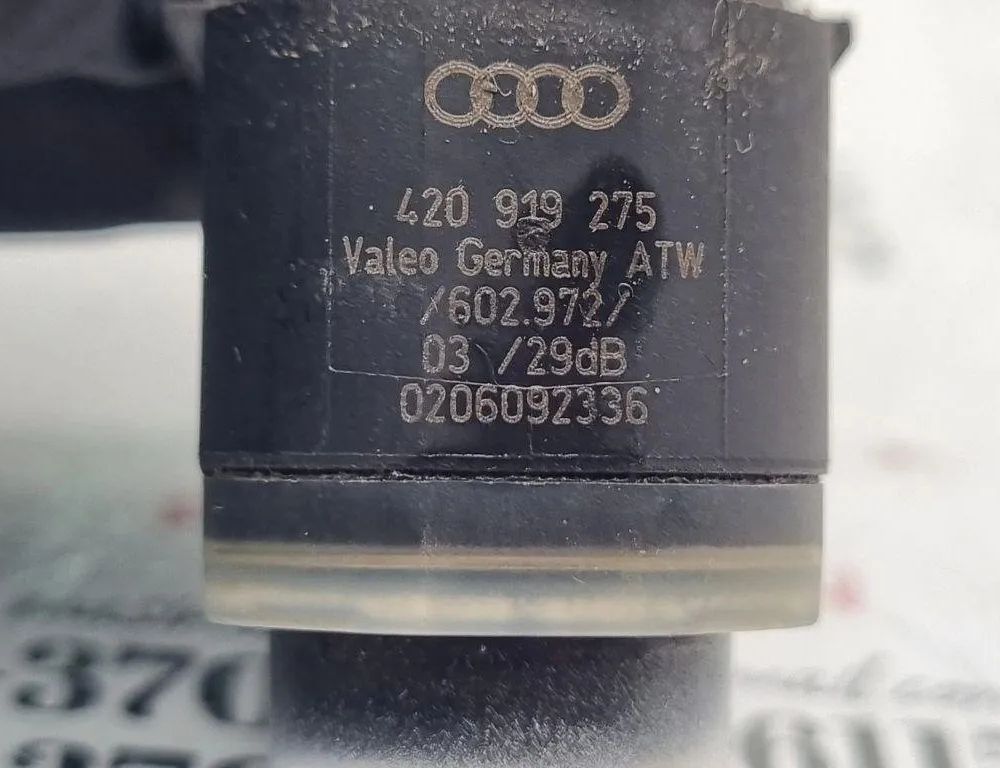 420 919 275
Valeo Germany ATW
/602.972/
03 /29dB
0206092336